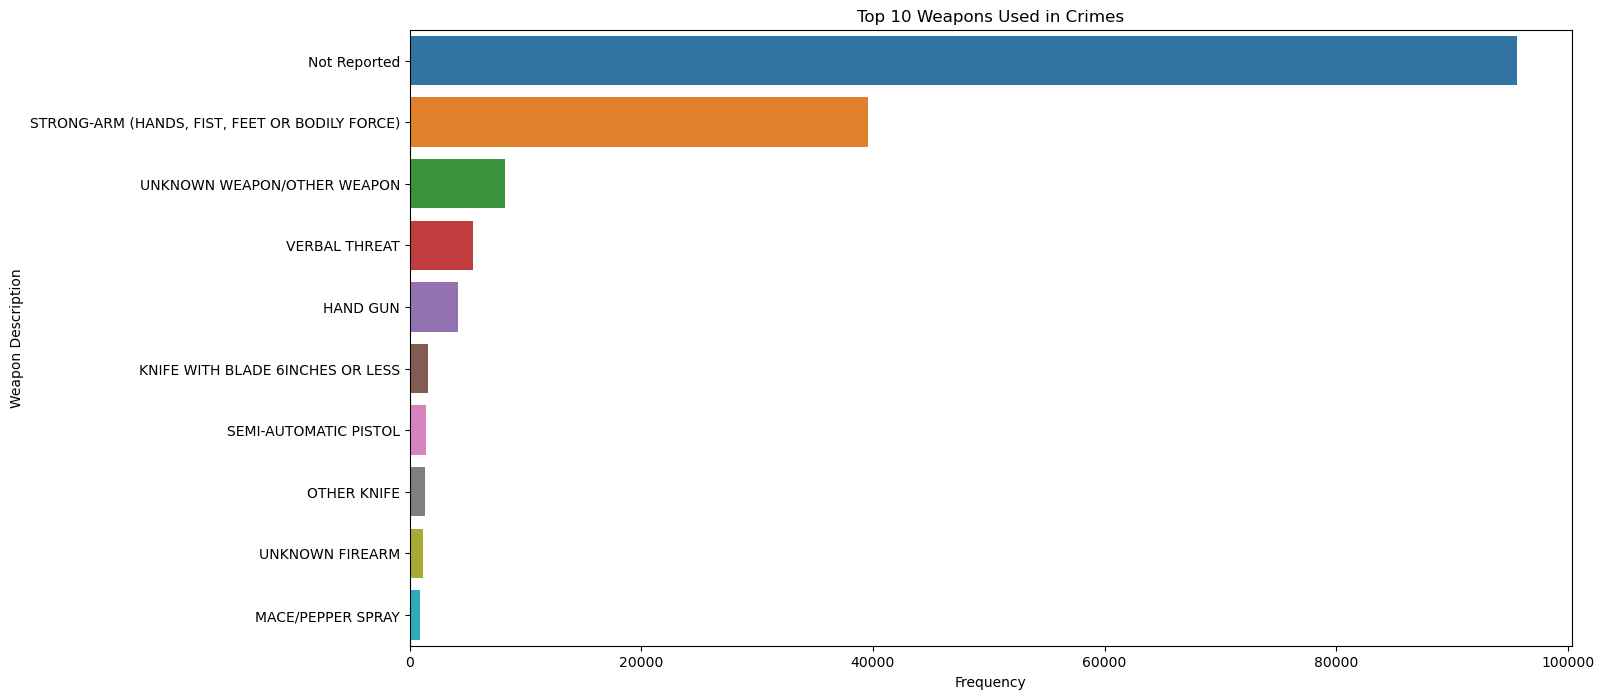 Top 10 Weapons Used in Crimes
Weapon Description
Not Reported
STRONG-ARM (HANDS, FIST, FEET OR BODILY FORCE)
UNKNOWN WEAPON/OTHER WEAPON
VERBAL THREAT
HAND GUN
KNIFE WITH BLADE 6INCHES OR LESS
SEMI-AUTOMATIC PISTOL
OTHER KNIFE
UNKNOWN FIREARM
MACE/PEPPER SPRAY
0 20000 40000 60000 80000 100000
Frequency